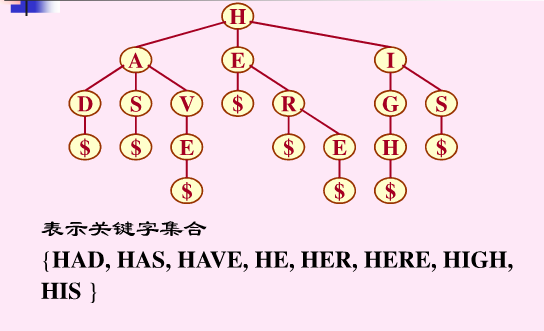 H
A E I
D S V $ R G S
$ $ E $ E H $
$ $ $
表示关键字集合
{HAD, HAS, HAVE, HE, HER, HERE, HIGH,
HIS }